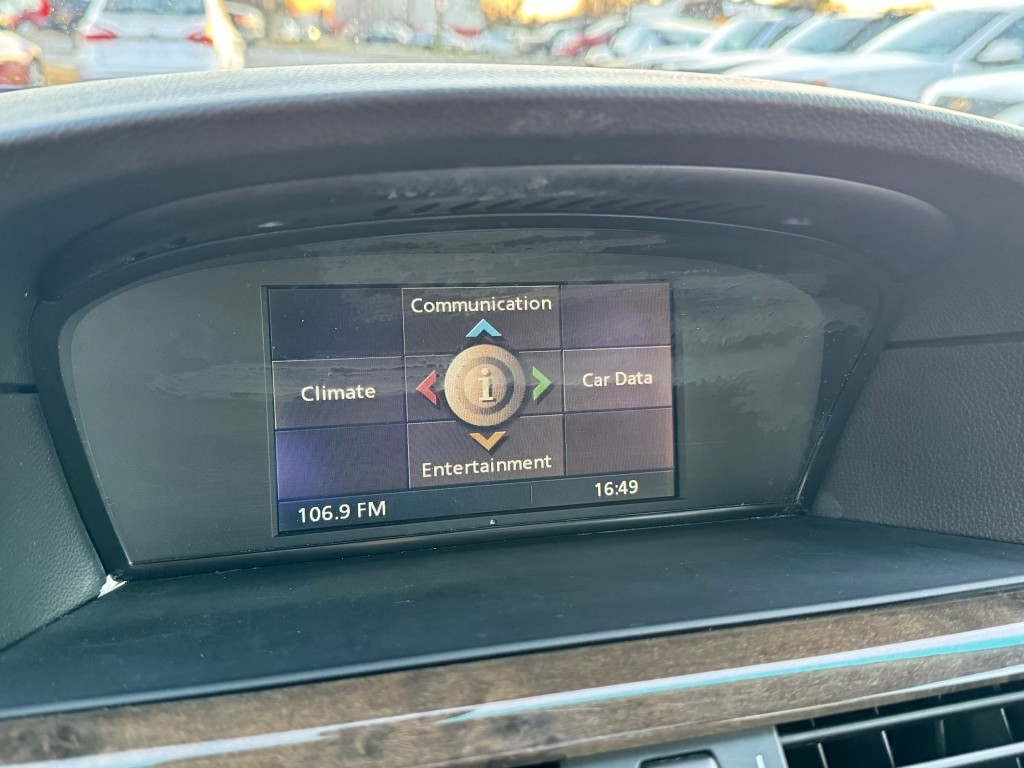 Communication
Climate
i
Car Data
Entertainment
106.9 FM
16:49